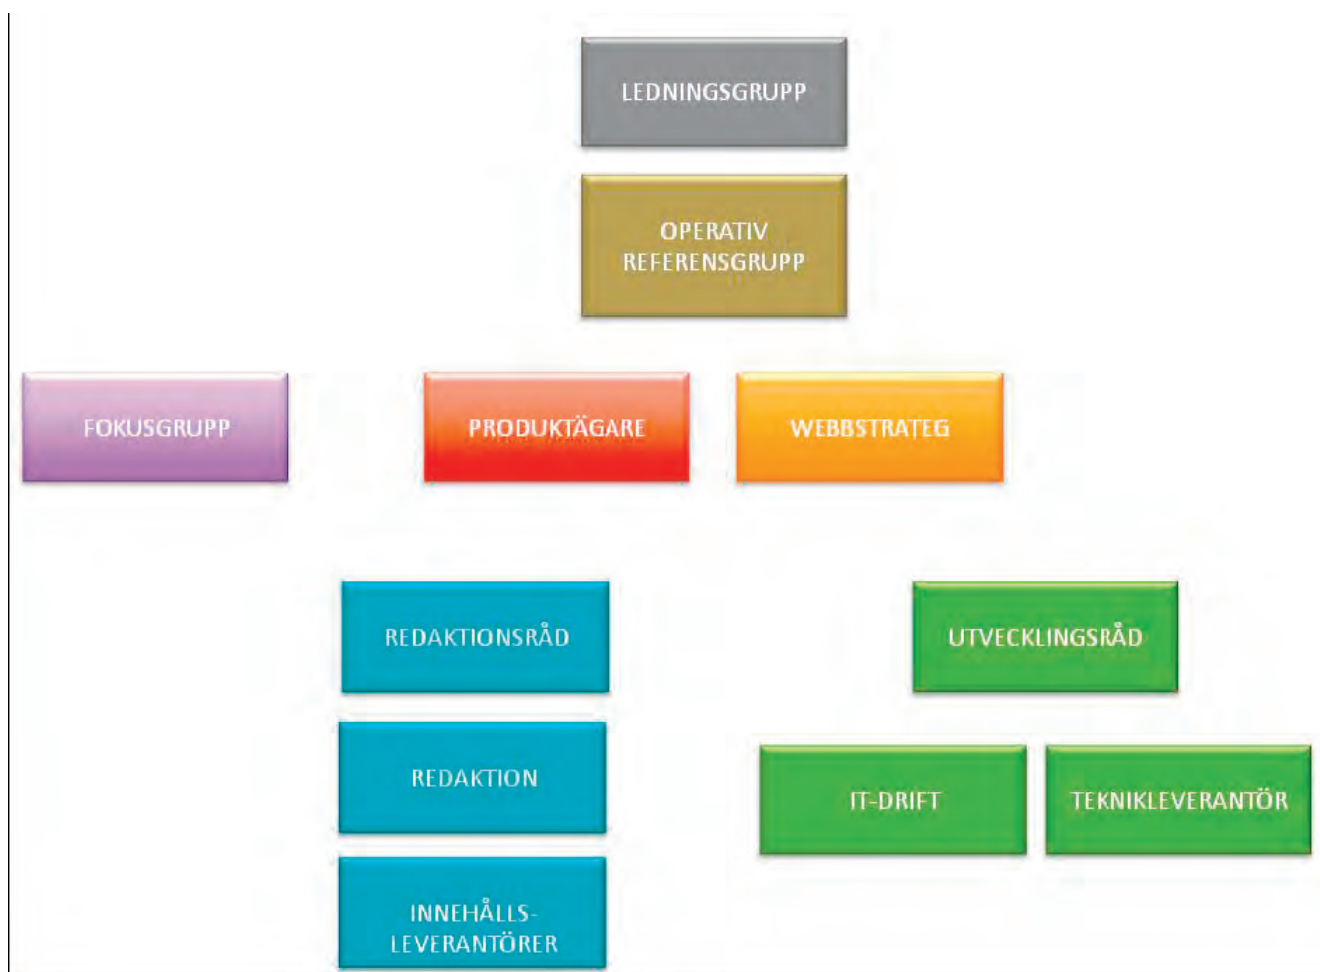 LEDNINGSGRUPP
OPERATIV
REFERENSGRUPP
FOKUSGRUPP
PRODUKTÄGARE
WEBBSTRATEG
REDAKTIONSRÅD
UTVECKLINGSRÅD
REDAKTION
IT-DRIFT
TEKNIKLEVERANTÖR
INNEHÅLLS-
LEVERANTÖRER